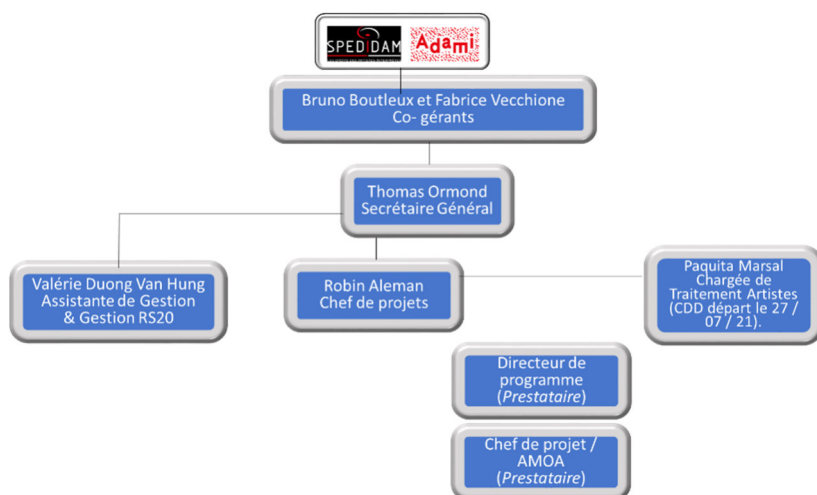 SPEDIDAM
Adami
Bruno Boutleux et Fabrice Vecchione
Co- gérants
Thomas Ormond
Secrétaire Général
Valérie Duong Van Hung
Assistante de Gestion
& Gestion RS20
Robin Aleman
Chef de projets
Paquita Marsal
Chargée de
Traitement Artistes
(CDD départ le 27 /
07 / 21).
Directeur de
programme
(Prestataire)
Chef de projet /
AMOA
(Prestataire)